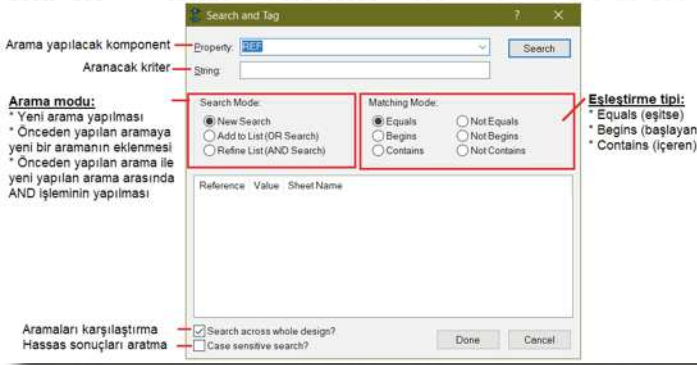 Search and Tag
? ×
Arama yapılacak komponent
Property: REF
Search
Aranacak kriter
String:
Arama modu:
* Yeni arama yapılması
* Önceden yapılan aramaya
yeni bir aramanın eklenmesi
* Önceden yapılan arama ile
yeni yapılan arama arasında
AND işleminin yapılması
Search Mode:
New Search
Add to List (OR Search)
Refine List (AND Search)
Matching Mode:
Equals
Not Equals
Begins
Not Begins
Contains
Not Contains
Eşleştirme tipi:
* Equals (eşitse)
* Begins (başlayan
* Contains (içeren)
Reference Value Sheet Name
Aramaları karşılaştırma
Search across whole design?
Hassas sonuçları aratma
Case sensitive search?
Done
Cancel